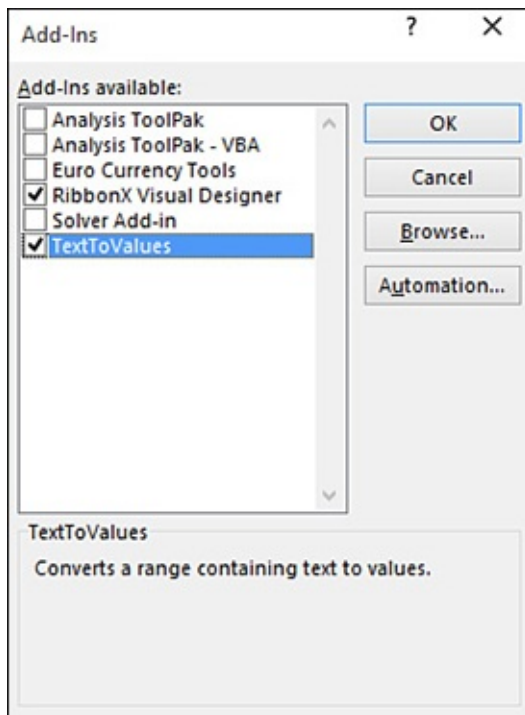 Add-Ins
?
Add-Ins available:
Analysis ToolPak
Analysis ToolPak - VBA
Euro Currency Tools
RibbonX Visual Designer
Solver Add-in
TextToValues
OK
Cancel
Browse...
Automation...
TextToValues
Converts a range containing text to values.